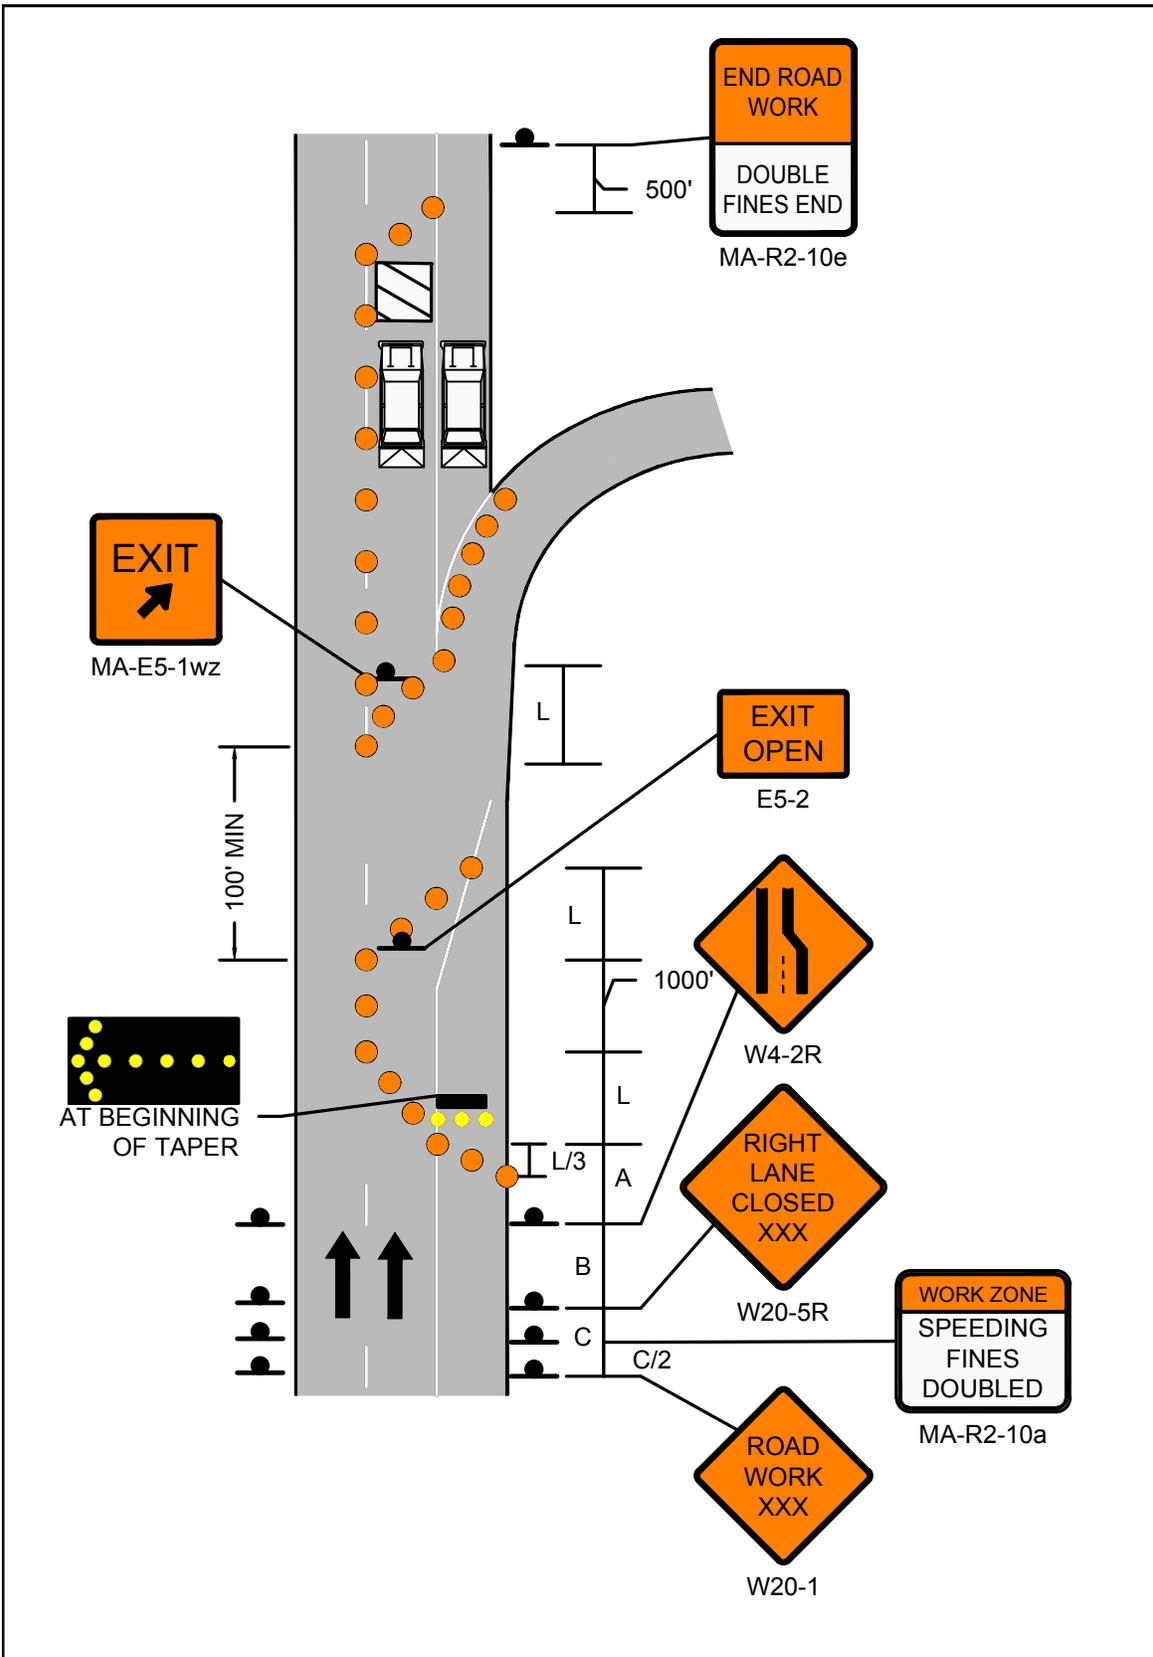 END ROAD
WORK
DOUBLE
FINES END
MA-R2-10e
500'
EXIT
MA-E5-1wz
L
EXIT
OPEN
E5-2
100' MIN
L
1000'
W4-2R
AT BEGINNING
OF TAPER
L
L/3
A
RIGHT
LANE
CLOSED
XXX
W20-5R
B
C
C/2
WORK ZONE
SPEEDING
FINES
DOUBLED
MA-R2-10a
ROAD
WORK
XXX
W20-1